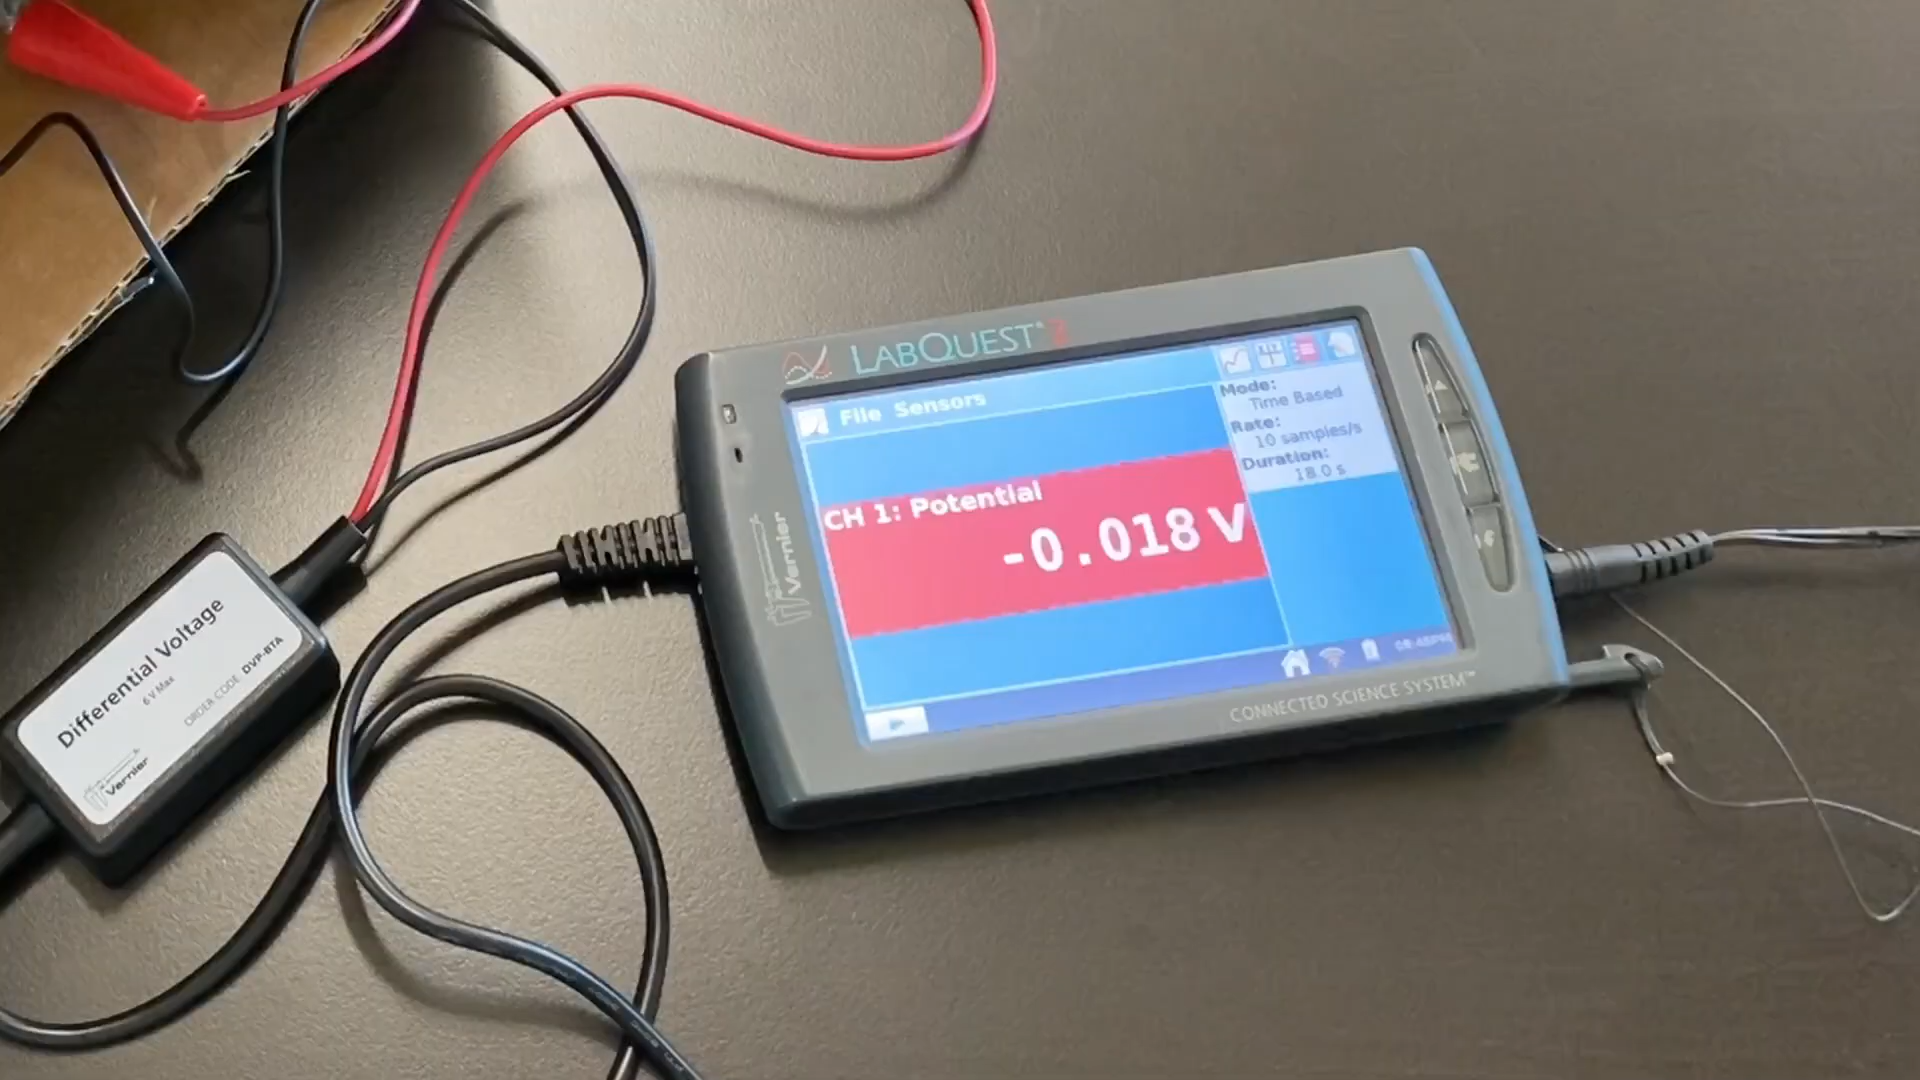 LABQUEST® 2
File Sensors
Mode:
Time Based
Rate:
10 samples/s
Duration:
18.0 s
CH 1: Potential
-0.018 V
Vernier
CONNECTED SCIENCE SYSTEM™
Differential Voltage
6 V Max
ORDER CODE DVP-BTA
Vernier